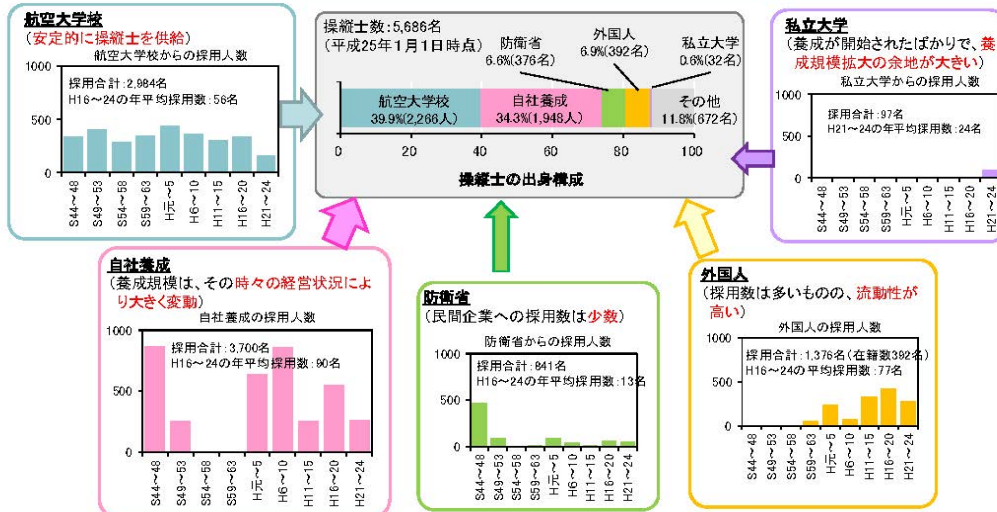 航空大学校
(安定的に操縦士を供給)
航空大学校からの採用人数
1000
500
0
採用合計:2,984名
H16～24の年平均採用数:56名
S44～48
S49～53
S54～58
S59～63
H元～5
H6～10
H11～15
H16～20
H21～24
操縦士数:5,686名
(平成25年1月1日時点)
防衛省
6.6%(376名)
外国人
6.9%(392名)
私立大学
0.6%(32名)
航空大学校
39.9%(2,266人)
自社養成
34.3%(1,948人)
その他
11.8%(672名)
0
20
40
60
80
100
操縦士の出身構成
私立大学
(養成が開始されたばかりで、養
成規模拡大の余地が大きい)
私立大学からの採用人数
1000
500
0
採用合計:97名
H21～24の年平均採用数:24名
S44～48
S49～53
S54～58
S59～63
H元～5
H6～10
H11～15
H16～20
H21～24
自社養成
(養成規模は、その時々の経営状況によ
り大きく変動)
自社養成の採用人数
1000
500
0
採用合計:3,700名
H16～24の年平均採用数:90名
S44～48
S49～53
S54～58
S59～63
H元～5
H6～10
H11～15
H16～20
H21～24
防衛省
(民間企業への採用数は少数)
防衛省からの採用人数
1000
500
0
採用合計:841名
H16～24の年平均採用数:13名
S44～48
S49～53
S54～58
S59～63
H元～5
H6～10
H11～15
H16～20
H21～24
外国人
(採用数は多いものの、流動性が
高い)
外国人の採用人数
1000
500
0
採用合計:1,376名(在籍数392名)
H16～24の年平均採用数:77名
S44～48
S49～53
S54～58
S59～63
H元～5
H6～10
H11～15
H16～20
H21～24